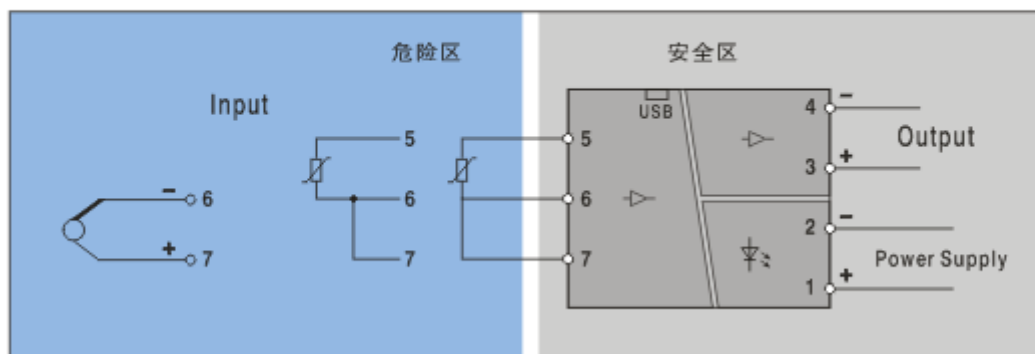 危险区
安全区
Input
USB
4 −
Output
5
5
3 +
− 6
6
6
2 −
Power Supply
+ 7
7
7
1 +